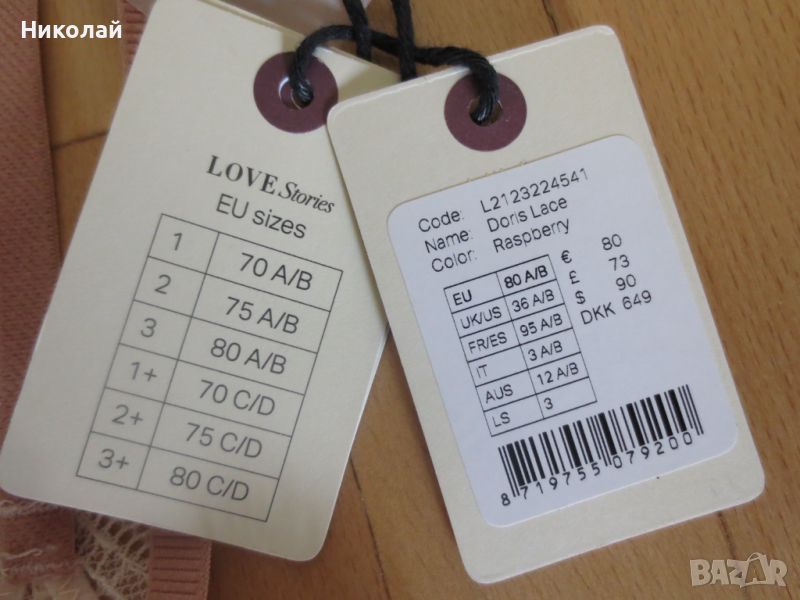 Николай
LOVE Stories
EU sizes
1 70 A/B
2 75 A/B
3 80 A/B
1+ 70 C/D
2+ 75 C/D
3+ 80 C/D
Code: L2123224541
Name: Doris Lace
Color: Raspberry
EU 80 A/B € 80
UK/US 36 A/B £ 73
FR/ES 95 A/B $ 90
IT 3 A/B DKK 649
AUS 12 A/B
LS 3
8719755079200
BAZAR